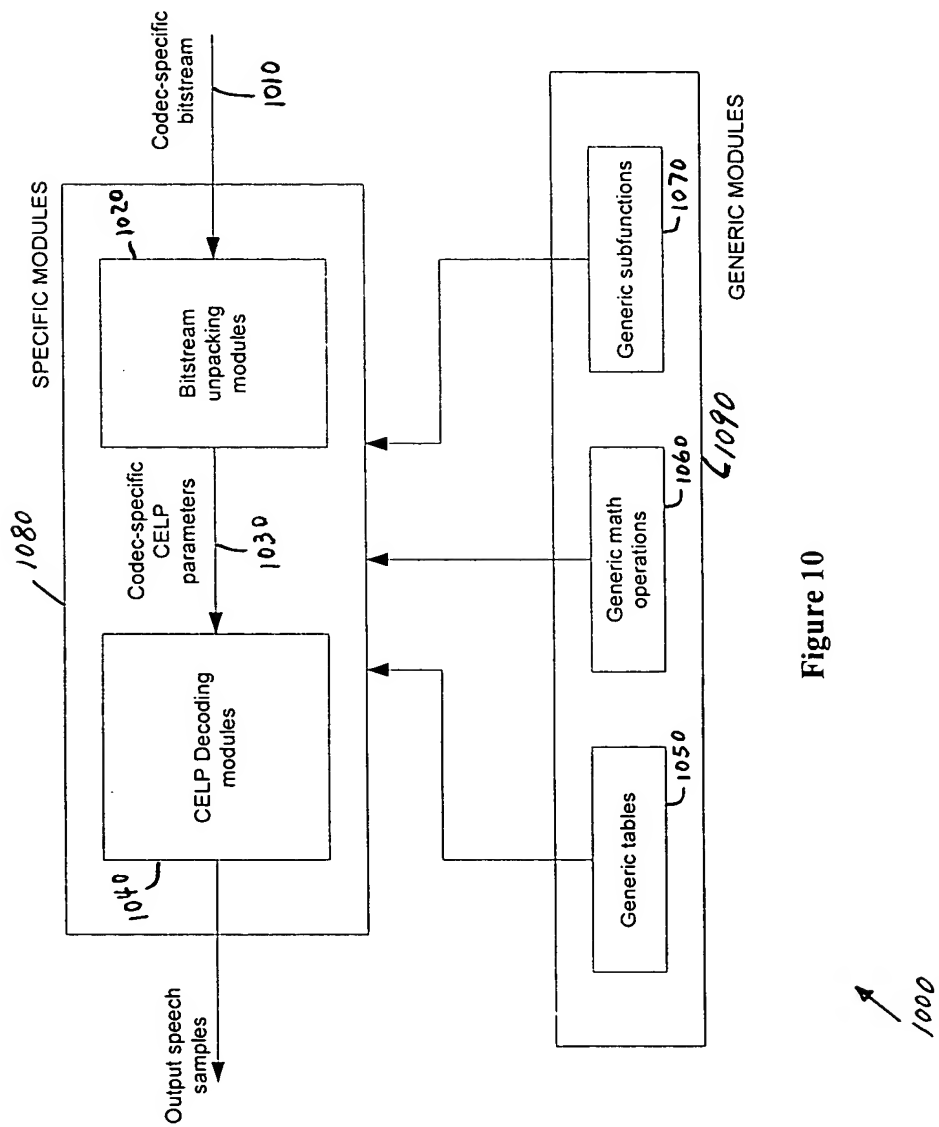 SPECIFIC MODULES
1080
Codec-specific
bitstream
1010
1020
Bitstream
unpacking
modules
Codec-specific
CELP
parameters
1030
CELP Decoding
modules
1040
Output speech
samples
Generic tables
1050
Generic math
operations
1060
Generic subfunctions
1070
1090
GENERIC MODULES
Figure 10
1000